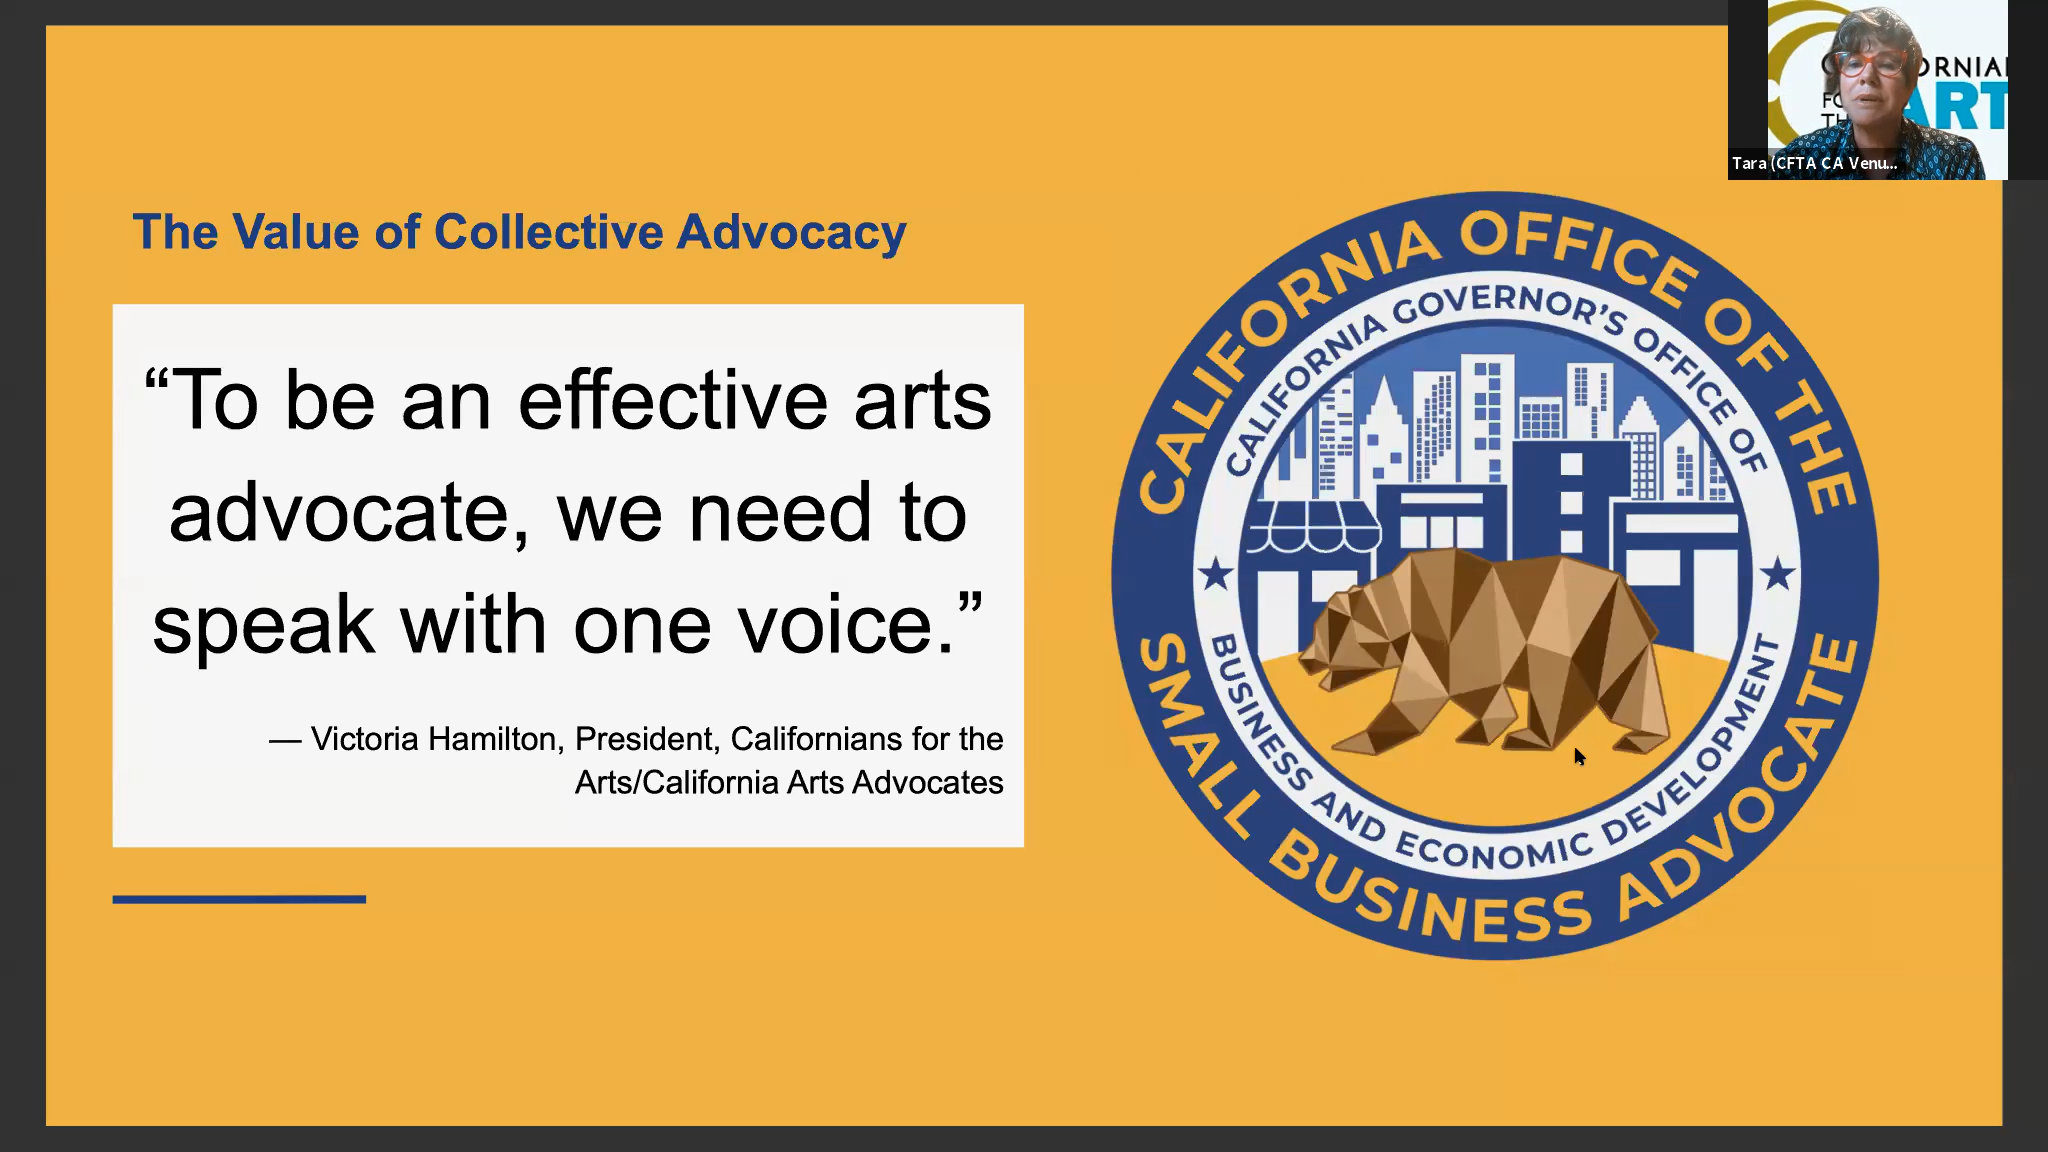 The Value of Collective Advocacy
“To be an effective arts
advocate, we need to
speak with one voice.”
— Victoria Hamilton, President, Californians for the
Arts/California Arts Advocates
CALIFORNIA OFFICE OF THE
SMALL BUSINESS ADVOCATE
CALIFORNIA GOVERNOR’S OFFICE OF
BUSINESS AND ECONOMIC DEVELOPMENT
Tara (CFTA CA Venu...